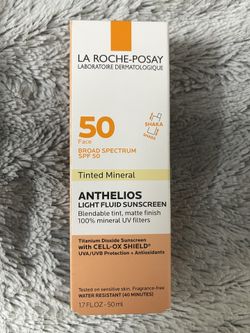 LA ROCHE-POSAY
LABORATOIRE DERMATOLOGIQUE
50
Face
BROAD SPECTRUM
SPF 50
SHAKA
SHAKA
Tinted Mineral
ANTHELIOS
LIGHT FLUID SUNSCREEN
Blendable tint, matte finish
100% mineral UV filters
Titanium Dioxide Sunscreen
with CELL-OX SHIELD®
UVA/UVB Protection + Antioxidants
Tested on sensitive skin. Fragrance-free
WATER RESISTANT (40 MINUTES)
1.7 FL.OZ - 50 mL